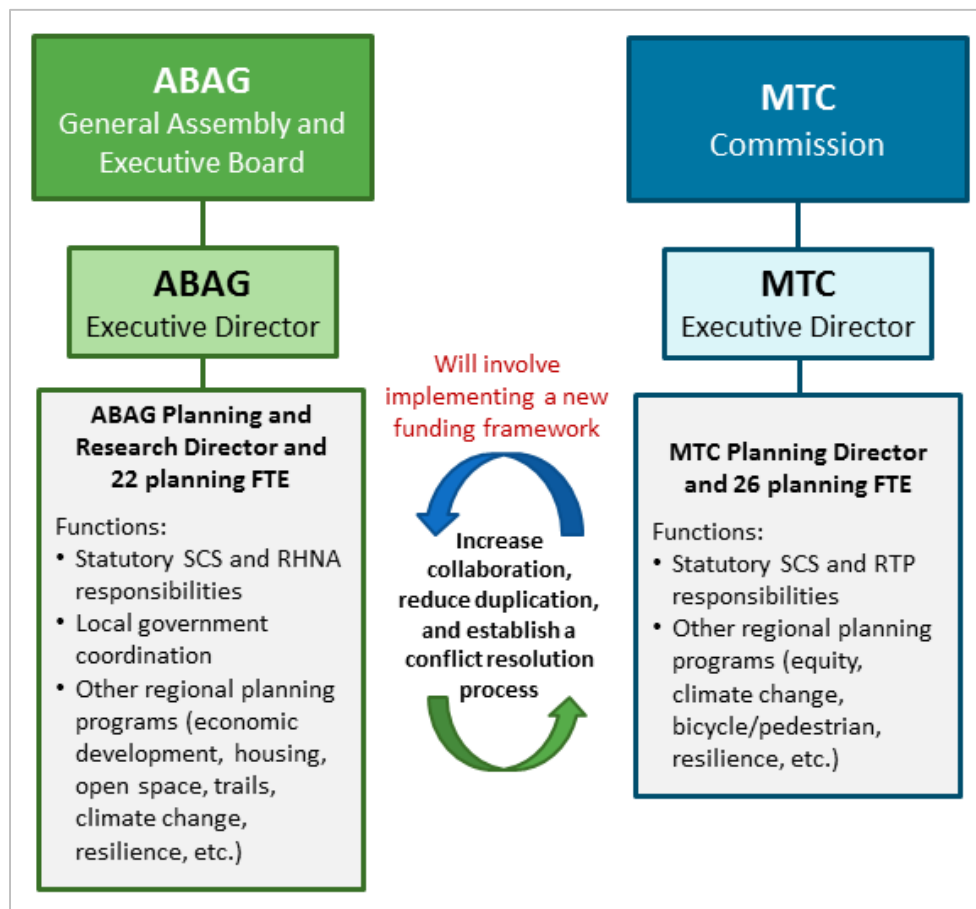 ABAG
General Assembly and
Executive Board
ABAG
Executive Director
ABAG Planning and
Research Director and
22 planning FTE
Functions:
• Statutory SCS and RHNA
responsibilities
• Local government
coordination
• Other regional planning
programs (economic
development, housing,
open space, trails,
climate change,
resilience, etc.)
Will involve
implementing a new
funding framework
Increase
collaboration,
reduce duplication,
and establish a
conflict resolution
process
MTC
Commission
MTC
Executive Director
MTC Planning Director
and 26 planning FTE
Functions:
• Statutory SCS and RTP
responsibilities
• Other regional planning
programs (equity,
climate change,
bicycle/pedestrian,
resilience, etc.)